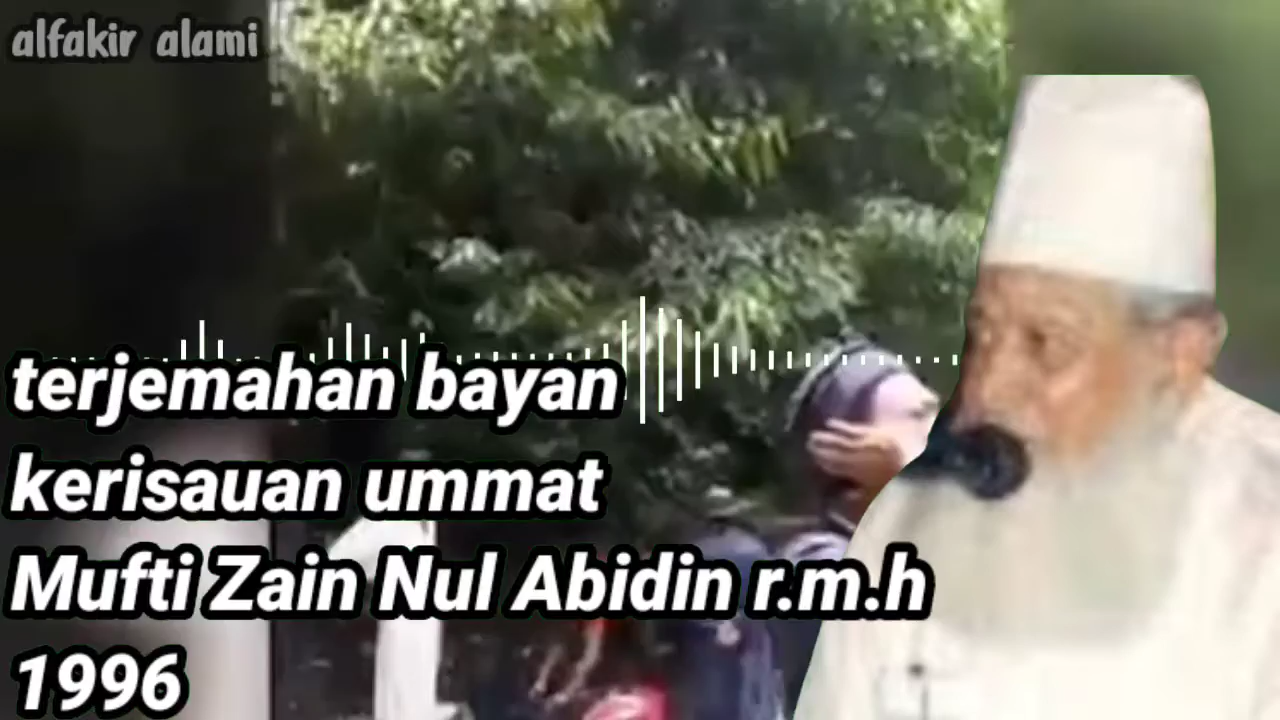 alfakir alami
terjemahan bayan
kerisauan ummat
Mufti Zain Nul Abidin r.m.h
1996